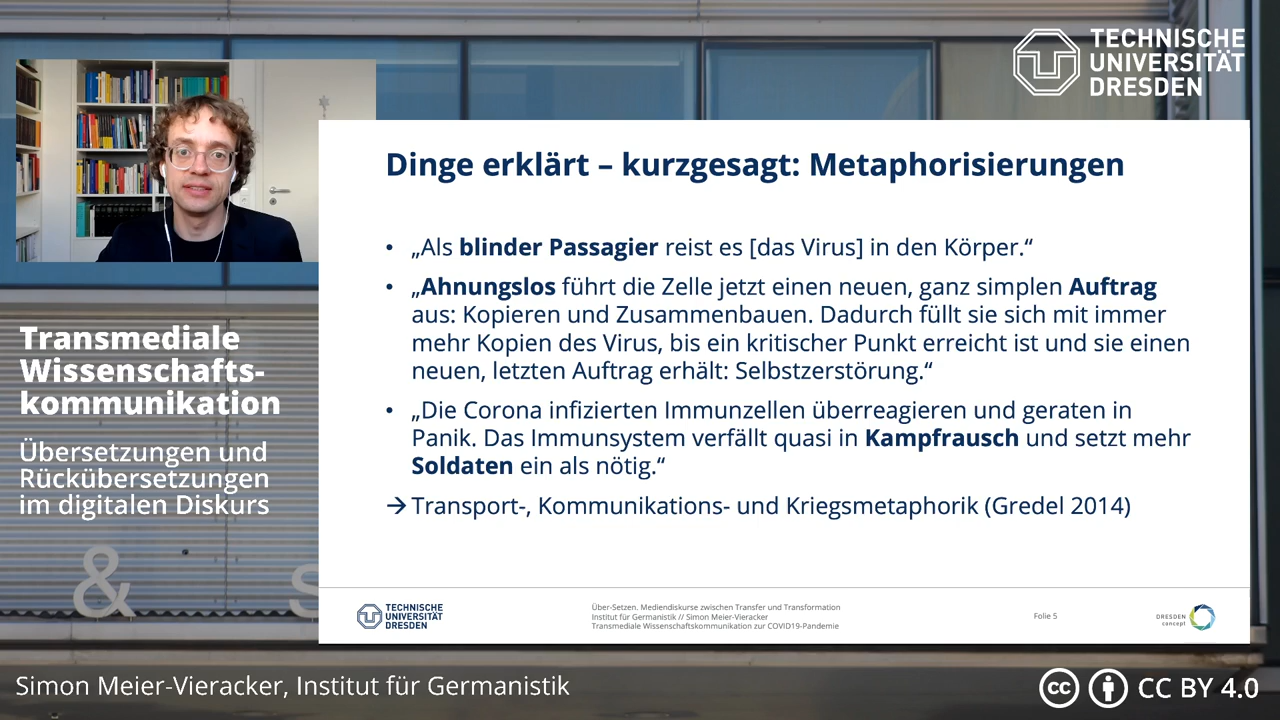 TECHNISCHE
UNIVERSITÄT
DRESDEN
Dinge erklärt – kurzgesagt: Metaphorisierungen
• „Als blinder Passagier reist es [das Virus] in den Körper.“
• „Ahnungslos führt die Zelle jetzt einen neuen, ganz simplen Auftrag
aus: Kopieren und Zusammenbauen. Dadurch füllt sie sich mit immer
mehr Kopien des Virus, bis ein kritischer Punkt erreicht ist und sie einen
neuen, letzten Auftrag erhält: Selbstzerstörung.“
• „Die Corona infizierten Immunzellen überreagieren und geraten in
Panik. Das Immunsystem verfällt quasi in Kampfrausch und setzt mehr
Soldaten ein als nötig.“
→ Transport-, Kommunikations- und Kriegsmetaphorik (Gredel 2014)
Transmediale
Wissenschafts-
kommunikation
Übersetzungen und
Rückübersetzungen
im digitalen Diskurs
& s
TECHNISCHE
UNIVERSITÄT
DRESDEN
Über-Setzen. Mediendiskurse zwischen Transfer und Transformation
Institut für Germanistik // Simon Meier-Vieracker
Transmediale Wissenschaftskommunikation zur COVID19-Pandemie
Folie 5
DRESDEN
concept
Simon Meier-Vieracker, Institut für Germanistik
cc CC BY 4.0